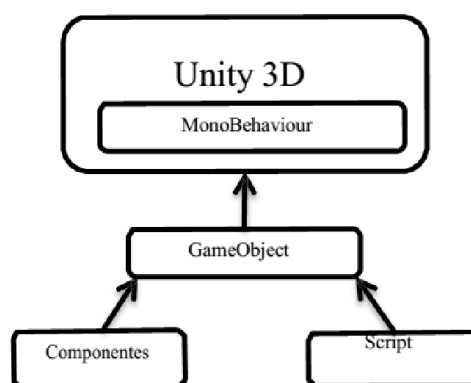 Unity 3D
MonoBehaviour
GameObject
Componentes
Script